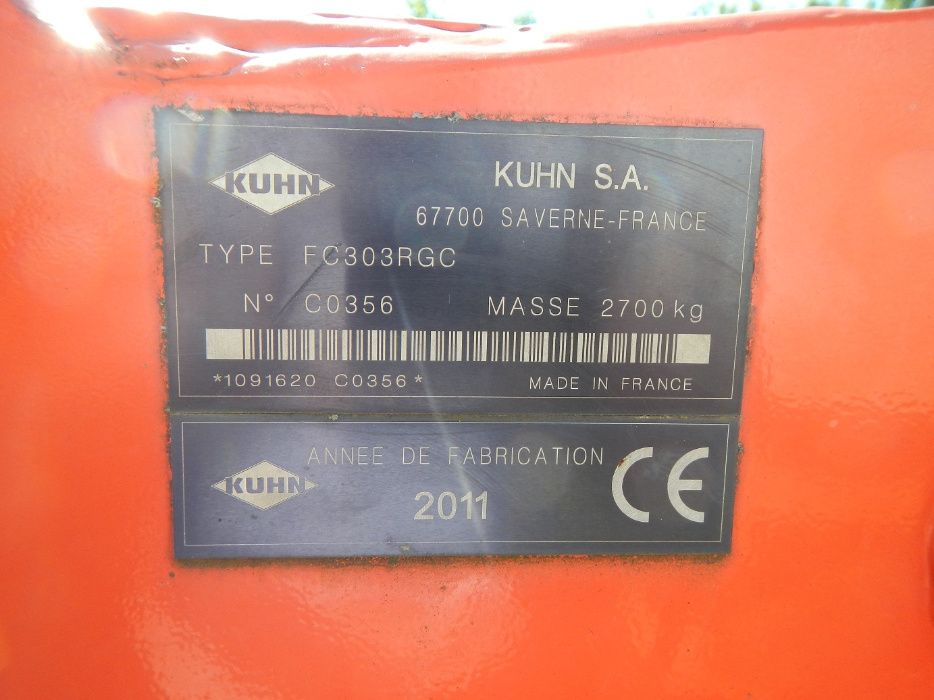 KUHN
KUHN S.A.
67700 SAVERNE-FRANCE
TYPE FC303RGC
N° C0356 MASSE 2700 kg
*1091620 C0356*
MADE IN FRANCE
KUHN
ANNEE DE FABRICATION
2011
CE